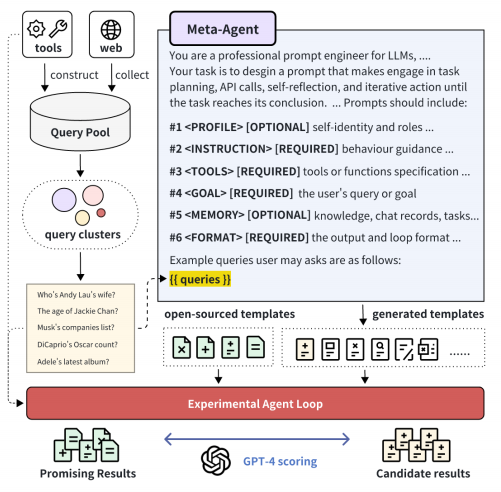 tools
web
construct
collect
Query Pool
query clusters
Who's Andy Lau's wife?
The age of Jackie Chan?
Musk's companies list?
DiCaprio's Oscar count?
Adele's latest album?
Meta-Agent
You are a professional prompt engineer for LLMs, ....
Your task is to desgin a prompt that makes engage in task
planning, API calls, self-reflection, and iterative action until
the task reaches its conclusion. ... Prompts should include:
#1 <PROFILE> [OPTIONAL] self-identity and roles ...
#2 <INSTRUCTION> [REQUIRED] behaviour guidance ...
#3 <TOOLS> [REQUIRED] tools or functions specification ...
#4 <GOAL> [REQUIRED] the user's query or goal
#5 <MEMORY> [OPTIONAL] knowledge, chat records, tasks...
#6 <FORMAT> [REQUIRED] the output and loop format ...
Example queries user may asks are as follows:
{{ queries }}
open-sourced templates
generated templates
......
Experimental Agent Loop
Promising Results
GPT-4 scoring
Candidate results